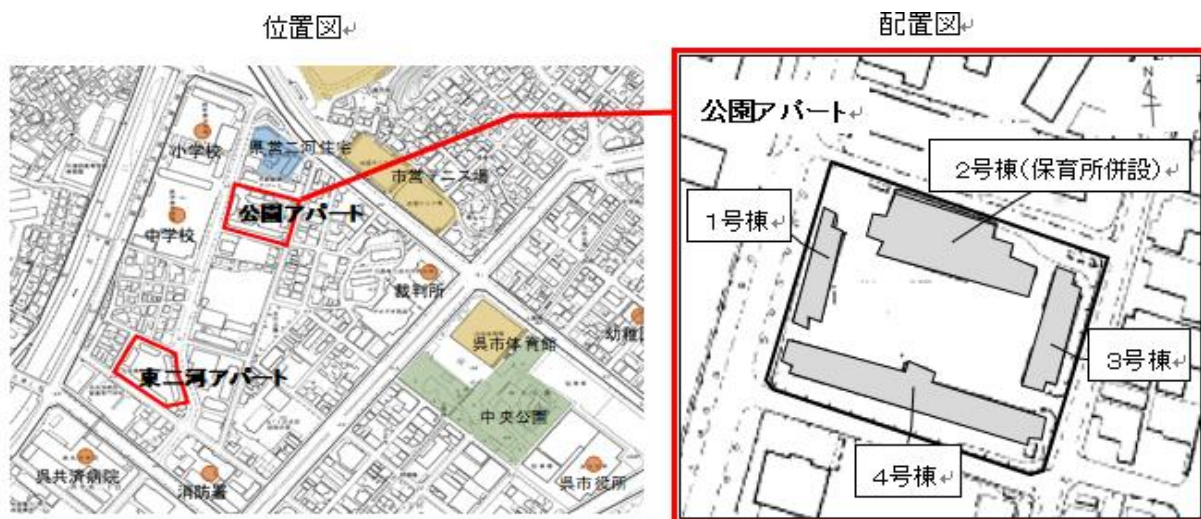 位置図
配置図
小学校
県営二河住宅
市営テニス場
公園アパート
中学校
裁判所
幼稚
呉市体育館
東二河アパート
中央公園
呉共済病院
消防署
呉市役所
N
公園アパート
2号棟(保育所併設)
1号棟
3号棟
4号棟